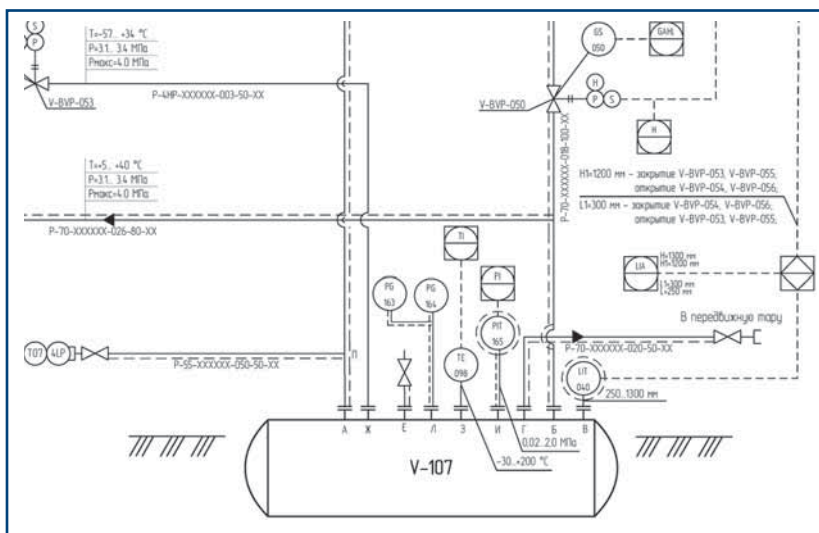 S
P
T=-57... +34 °C
P=3.1... 3.4 МПа
Pмакс=4.0 МПа
P-4HP-XXXXXX-003-50-XX
V-BVP-053
GS
050
GAHL
H
P
S
V-BVP-050
H
P-70-XXXXXX-018-100-XX
T=+5... +40 °C
P=3.1... 3.4 МПа
Pмакс=4.0 МПа
P-70-XXXXXX-026-80-XX
H1=1200 мм – закрытие V-BVP-053, V-BVP-055;
открытие V-BVP-054, V-BVP-056;
L1=300 мм – закрытие V-BVP-054, V-BVP-056;
открытие V-BVP-053, V-BVP-055;
TI
PI
LIA
H=1300 мм
H1=1200 мм
L1=300 мм
L=250 мм
PG
163
PG
164
PIT
165
В передвижную тару
P-70-XXXXXX-020-50-XX
T07
4LP
P-55-XXXXXX-050-50-XX
П
TE
098
LIT
040
250...1300 мм
А
Ж
Е
Л
З
И
Г
Б
В
0,02...2,0 МПа
-30...+200 °C
V-107